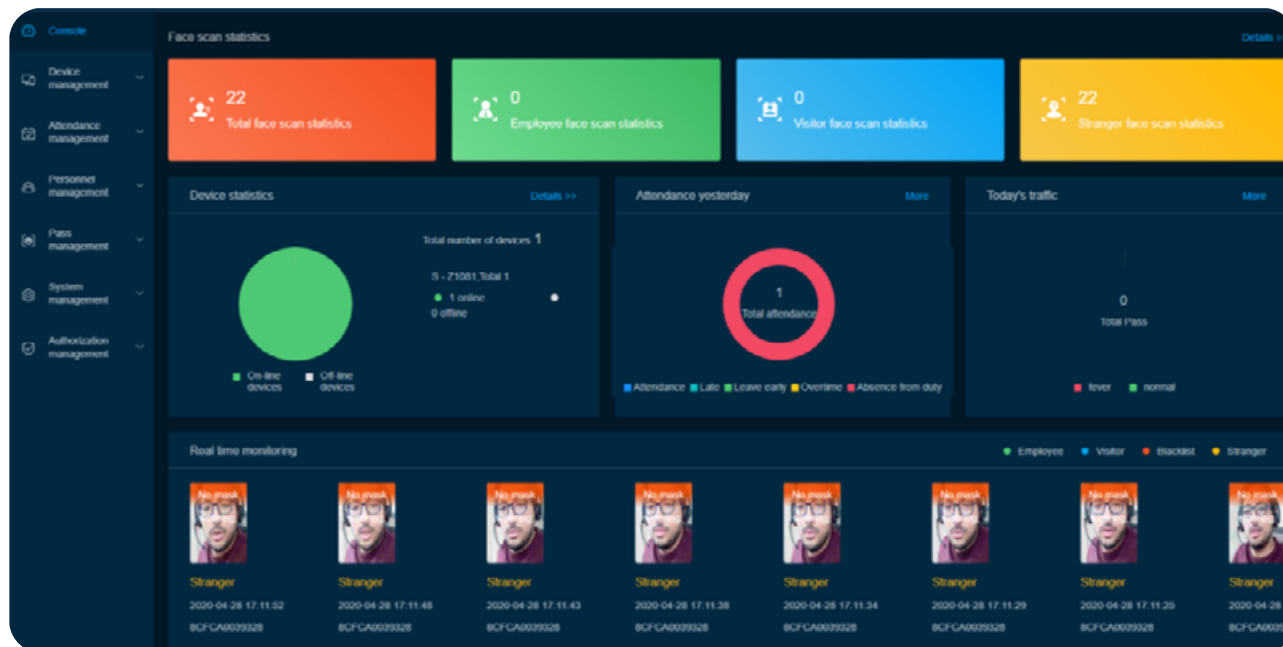 Console
Device
management
Attendance
management
Personnel
management
Pass
management
System
management
Authorization
management
Face scan statistics
Details >
22
Total face scan statistics
0
Employee face scan statistics
0
Visitor face scan statistics
22
Stranger face scan statistics
Device statistics
Details >>
Total number of devices 1
S - Z1081,Total 1
1 online
0 offline
On-line
devices
Off-line
devices
Attendance yesterday
More
1
Total attendance
Attendance Late Leave early Overtime Absence from duty
Today's traffic
More
0
Total Pass
fever normal
Real time monitoring
Employee Visitor Blacklist Stranger
No mask No mask No mask No mask No mask No mask No mask No mask
Stranger Stranger Stranger Stranger Stranger Stranger Stranger Stranger
2020-04-28 17:11:52 2020-04-28 17:11:48 2020-04-28 17:11:43 2020-04-28 17:11:38 2020-04-28 17:11:34 2020-04-28 17:11:29 2020-04-28 17:11:25 2020-04-28
8CFCA0039328 8CFCA0039328 8CFCA0039328 8CFCA0039328 8CFCA0039328 8CFCA0039328 8CFCA0039328 8CFCA0039